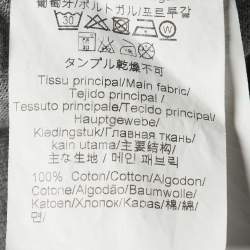 葡萄牙/ポルトガル/포르투갈
タンブル乾燥不可
Tissu principal/Main fabric/
Tejido principal /
Tessuto principale/Tecido principal/
Hauptgewebe/
Kledingstuk/Главная ткань/
kain utama/主要结构/
主な生地 / 메인 패브릭
100% Coton/Cotton/Algodon/
Cotone/Algodão/Baumwolle/
Katoen/Хлопок/Kapas/棉/綿/
면/